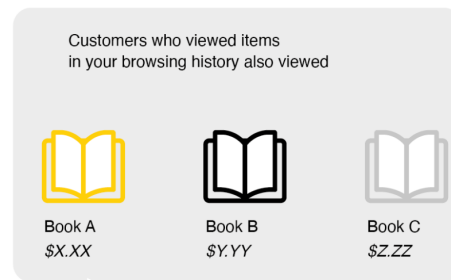 Customers who viewed items
in your browsing history also viewed
Book A
$X.XX
Book B
$Y.YY
Book C
$Z.ZZ